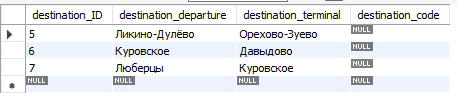 destination_ID destination_departure destination_terminal destination_code
5 Ликино-Дулёво Орехово-Зуево NULL
6 Куровское Давыдово NULL
7 Люберцы Куровское NULL
NULL NULL NULL NULL